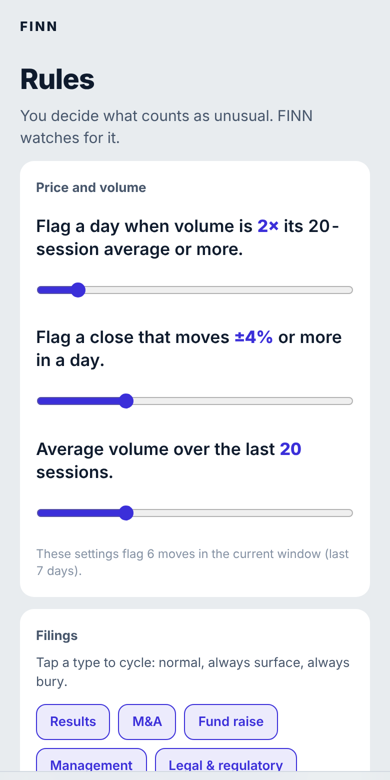 FINN
Rules
You decide what counts as unusual. FINN
watches for it.
Price and volume
Flag a day when volume is 2× its 20-
session average or more.
Flag a close that moves ±4% or more
in a day.
Average volume over the last 20
sessions.
These settings flag 6 moves in the current window (last
7 days).
Filings
Tap a type to cycle: normal, always surface, always
bury.
Results M&A Fund raise
Management Legal & regulatory